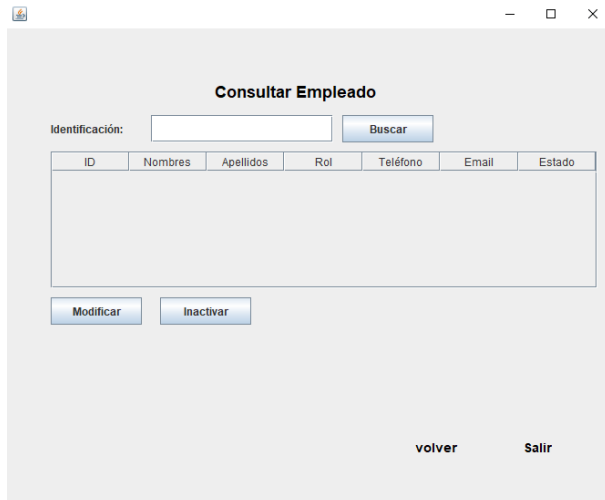 Consultar Empleado
Identificación: Buscar
ID Nombres Apellidos Rol Teléfono Email Estado
Modificar Inactivar
volver Salir